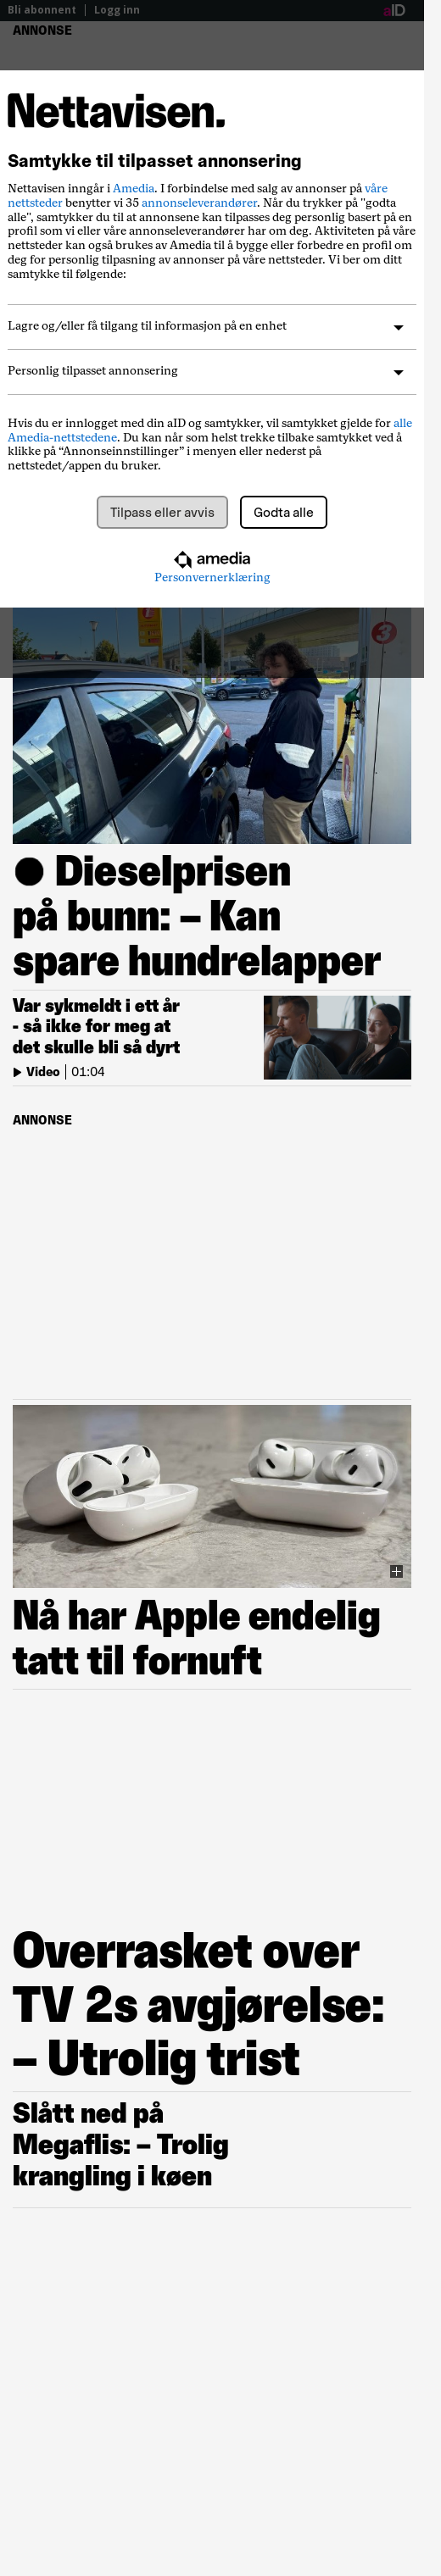 Bli abonnent
Logg inn
aID
ANNONSE
Nettavisen.
Samtykke til tilpasset annonsering
Nettavisen inngår i Amedia. I forbindelse med salg av annonser på våre
nettsteder benytter vi 35 annonseleverandører. Når du trykker på "godta
alle", samtykker du til at annonsene kan tilpasses deg personlig basert på en
profil som vi eller våre annonseleverandører har om deg. Aktiviteten på våre
nettsteder kan også brukes av Amedia til å bygge eller forbedre en profil om
deg for personlig tilpasning av annonser på våre nettsteder. Vi ber om ditt
samtykke til følgende:
Lagre og/eller få tilgang til informasjon på en enhet
Personlig tilpasset annonsering
Hvis du er innlogget med din aID og samtykker, vil samtykket gjelde for alle
Amedia-nettstedene. Du kan når som helst trekke tilbake samtykket ved å
klikke på “Annonseinnstillinger” i menyen eller nederst på
nettstedet/appen du bruker.
Tilpass eller avvis
Godta alle
amedia
Personvernerklæring
3
● Dieselprisen
på bunn: – Kan
spare hundrelapper
Var sykmeldt i ett år
- så ikke for meg at
det skulle bli så dyrt
Video
01:04
ANNONSE
Nå har Apple endelig
tatt til fornuft
Overrasket over
TV 2s avgjørelse:
– Utrolig trist
Slått ned på
Megaflis: – Trolig
krangling i køen